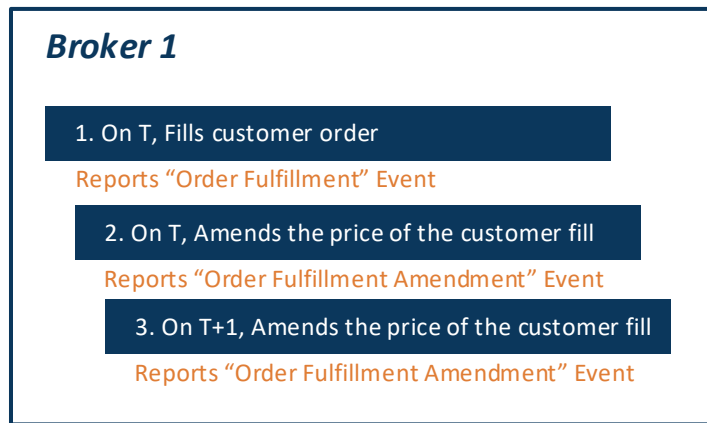 Broker 1
1. On T, Fills customer order
Reports “Order Fulfillment” Event
2. On T, Amends the price of the customer fill
Reports “Order Fulfillment Amendment” Event
3. On T+1, Amends the price of the customer fill
Reports “Order Fulfillment Amendment” Event